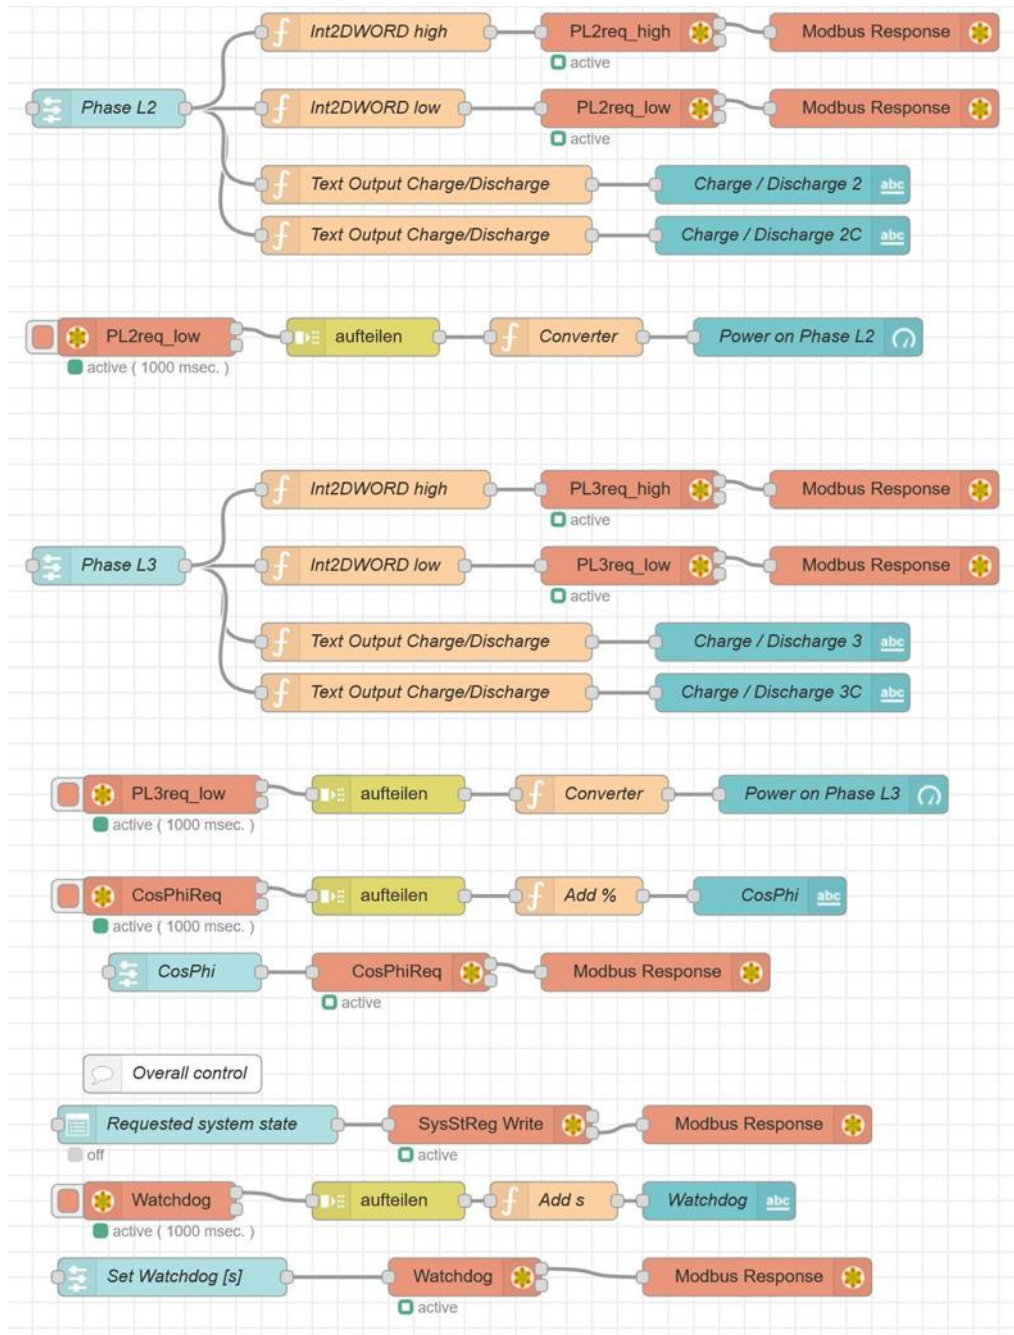 Int2DWORD high PL2req_high Modbus Response
active
Phase L2 Int2DWORD low PL2req_low Modbus Response
active
Text Output Charge/Discharge Charge / Discharge 2 abc
Text Output Charge/Discharge Charge / Discharge 2C abc
PL2req_low aufteilen Converter Power on Phase L2
active ( 1000 msec. )
Int2DWORD high PL3req_high Modbus Response
active
Phase L3 Int2DWORD low PL3req_low Modbus Response
active
Text Output Charge/Discharge Charge / Discharge 3 abc
Text Output Charge/Discharge Charge / Discharge 3C abc
PL3req_low aufteilen Converter Power on Phase L3
active ( 1000 msec. )
CosPhiReq aufteilen Add % CosPhi abc
active ( 1000 msec. )
CosPhi CosPhiReq Modbus Response
active
Overall control
Requested system state SysStReg Write Modbus Response
off active
Watchdog aufteilen Add s Watchdog abc
active ( 1000 msec. )
Set Watchdog [s] Watchdog Modbus Response
active